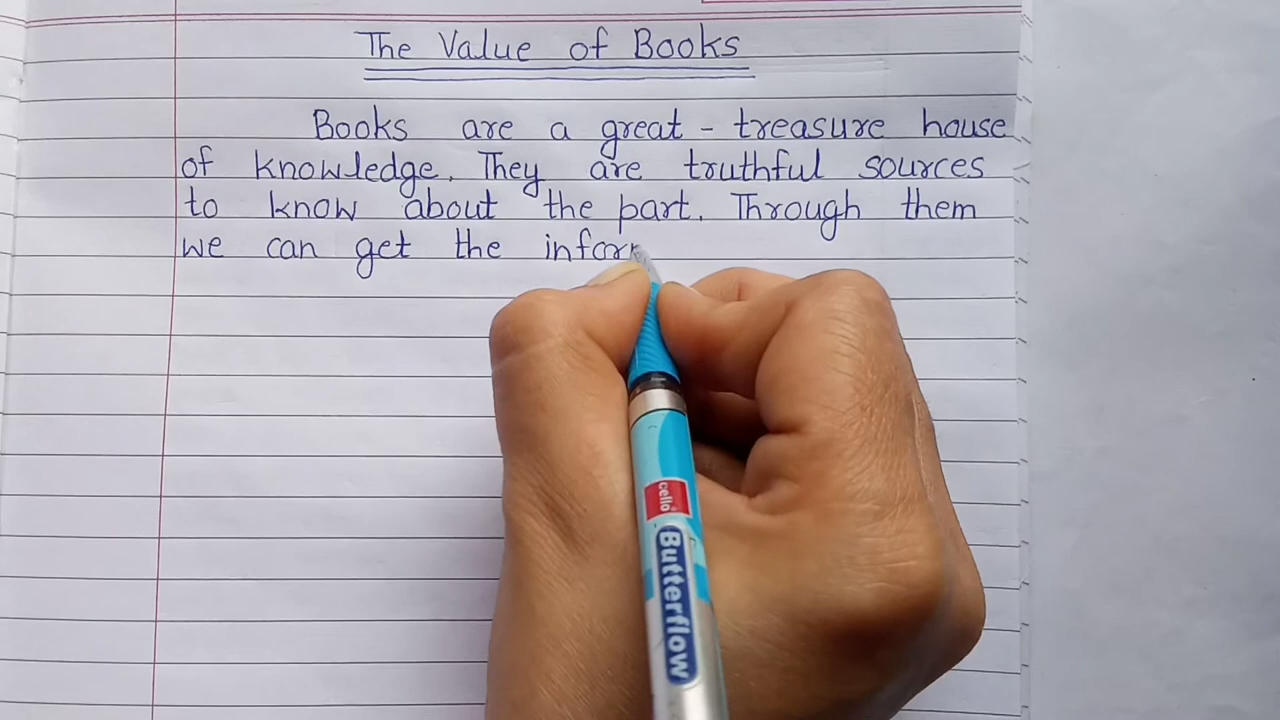 The Value of Books
Books are a great - treasure house
of knowledge. They are truthful sources
to know about the part. Through them
we can get the infor
cello
Butterflow